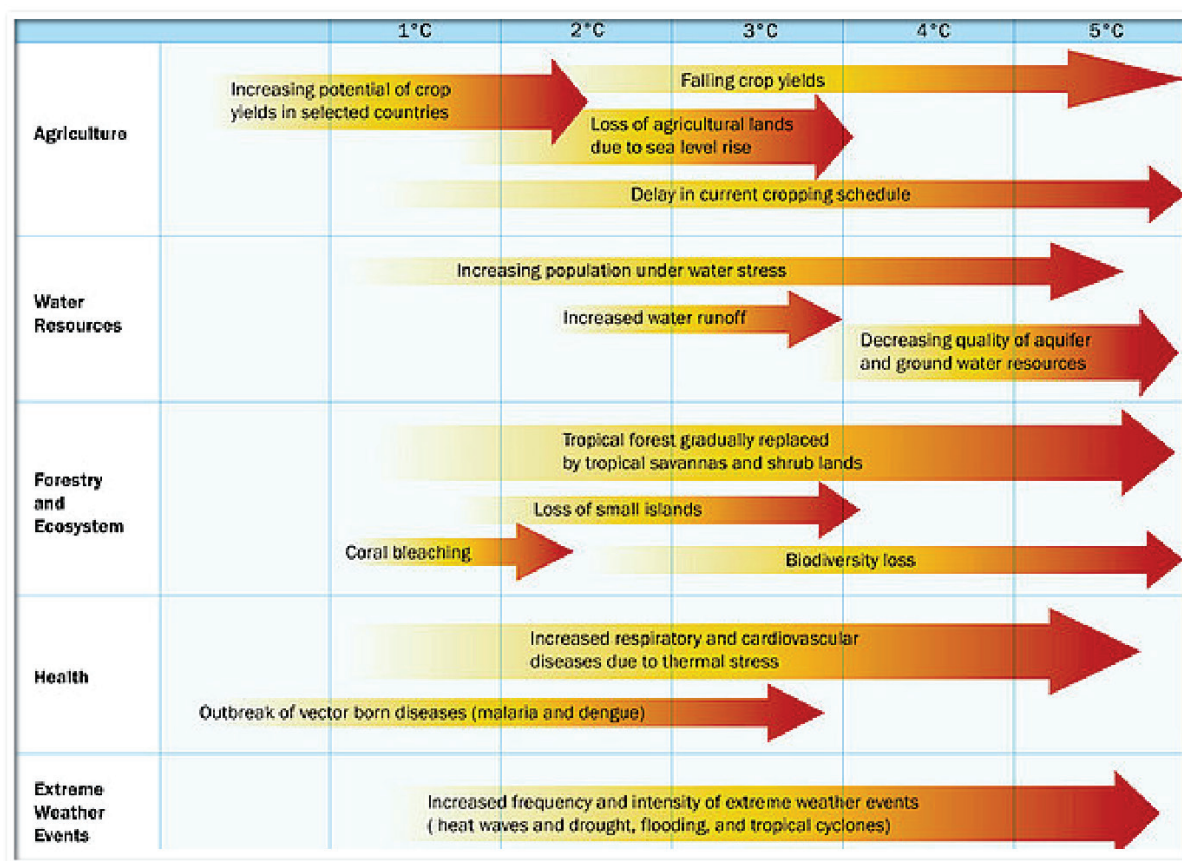 1°C 2°C 3°C 4°C 5°C
Agriculture
Increasing potential of crop
yields in selected countries
Falling crop yields
Loss of agricultural lands
due to sea level rise
Delay in current cropping schedule
Water
Resources
Increasing population under water stress
Increased water runoff
Decreasing quality of aquifer
and ground water resources
Forestry
and
Ecosystem
Tropical forest gradually replaced
by tropical savannas and shrub lands
Loss of small islands
Coral bleaching
Biodiversity loss
Health
Increased respiratory and cardiovascular
diseases due to thermal stress
Outbreak of vector born diseases (malaria and dengue)
Extreme
Weather
Events
Increased frequency and intensity of extreme weather events
( heat waves and drought, flooding, and tropical cyclones)